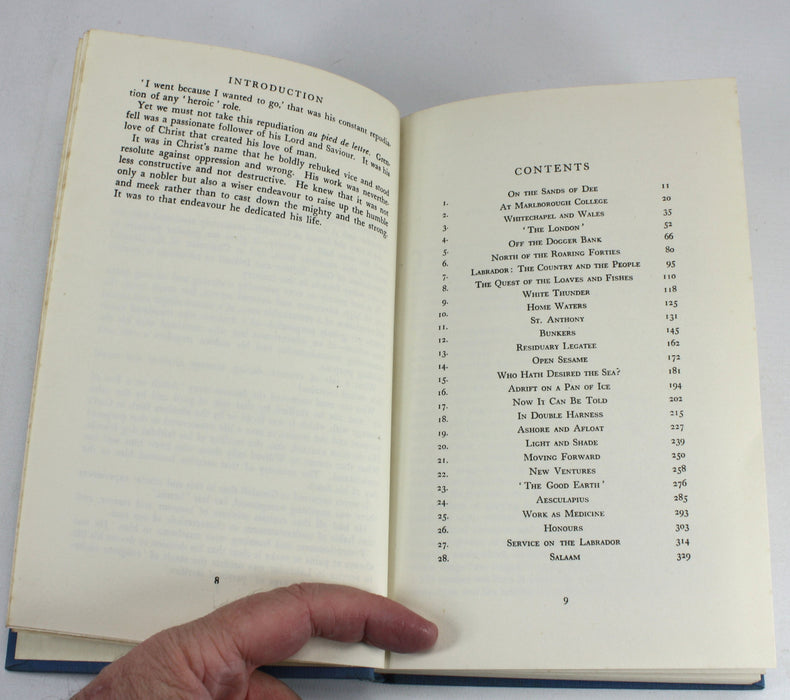 INTRODUCTION
'I went because I wanted to go,' that was his constant repudia-
tion of any 'heroic' role.
Yet we must not take this repudiation au pied de lettre. Gren-
fell was a passionate follower of his Lord and Saviour. It was his
love of Christ that created his love of man.
It was in Christ's name that he boldly rebuked vice and stood
resolute against oppression and wrong. His work was neverthe-
less constructive and not destructive. He knew that it was not
only a nobler but also a wiser endeavour to raise up the humble
and meek rather than to cast down the mighty and the strong.
It was to that endeavour he dedicated his life.
8
CONTENTS
1. On the Sands of Dee 11
2. At Marlborough College 20
3. Whitechapel and Wales 35
4. 'The London' 52
5. Off the Dogger Bank 66
6. North of the Roaring Forties 80
7. Labrador: The Country and the People 95
8. The Quest of the Loaves and Fishes 110
9. White Thunder 118
10. Home Waters 125
11. St. Anthony 131
12. Bunkers 145
13. Residuary Legatee 162
14. Open Sesame 172
15. Who Hath Desired the Sea? 181
16. Adrift on a Pan of Ice 194
17. Now It Can Be Told 202
18. In Double Harness 215
19. Ashore and Afloat 227
20. Light and Shade 239
21. Moving Forward 250
22. New Ventures 258
23. 'The Good Earth' 276
24. Aesculapius 285
25. Work as Medicine 293
26. Honours 303
27. Service on the Labrador 314
28. Salaam 329
9